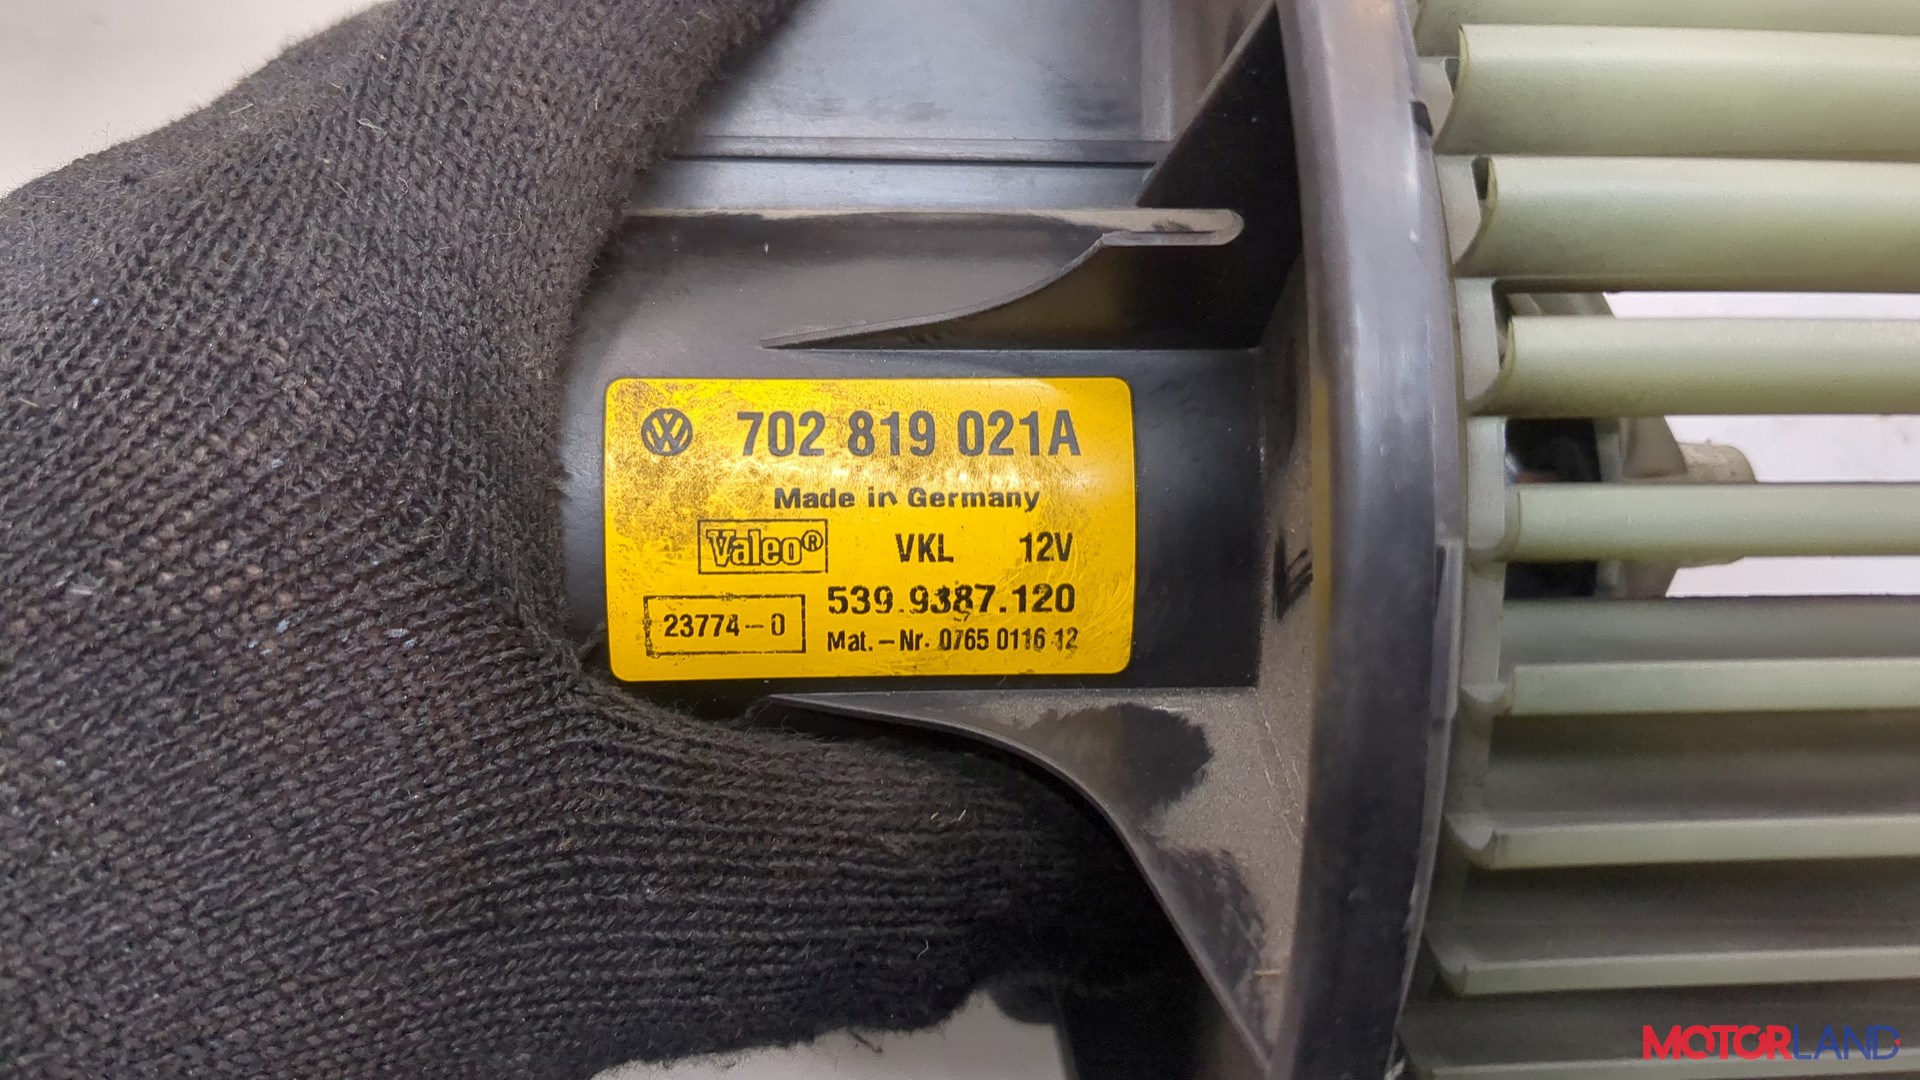 702 819 021A
Made in Germany
Valeo® VKL 12V
539.9387.120
23774-0
Mat.-Nr. 0765 0116 12
MOTORLAND